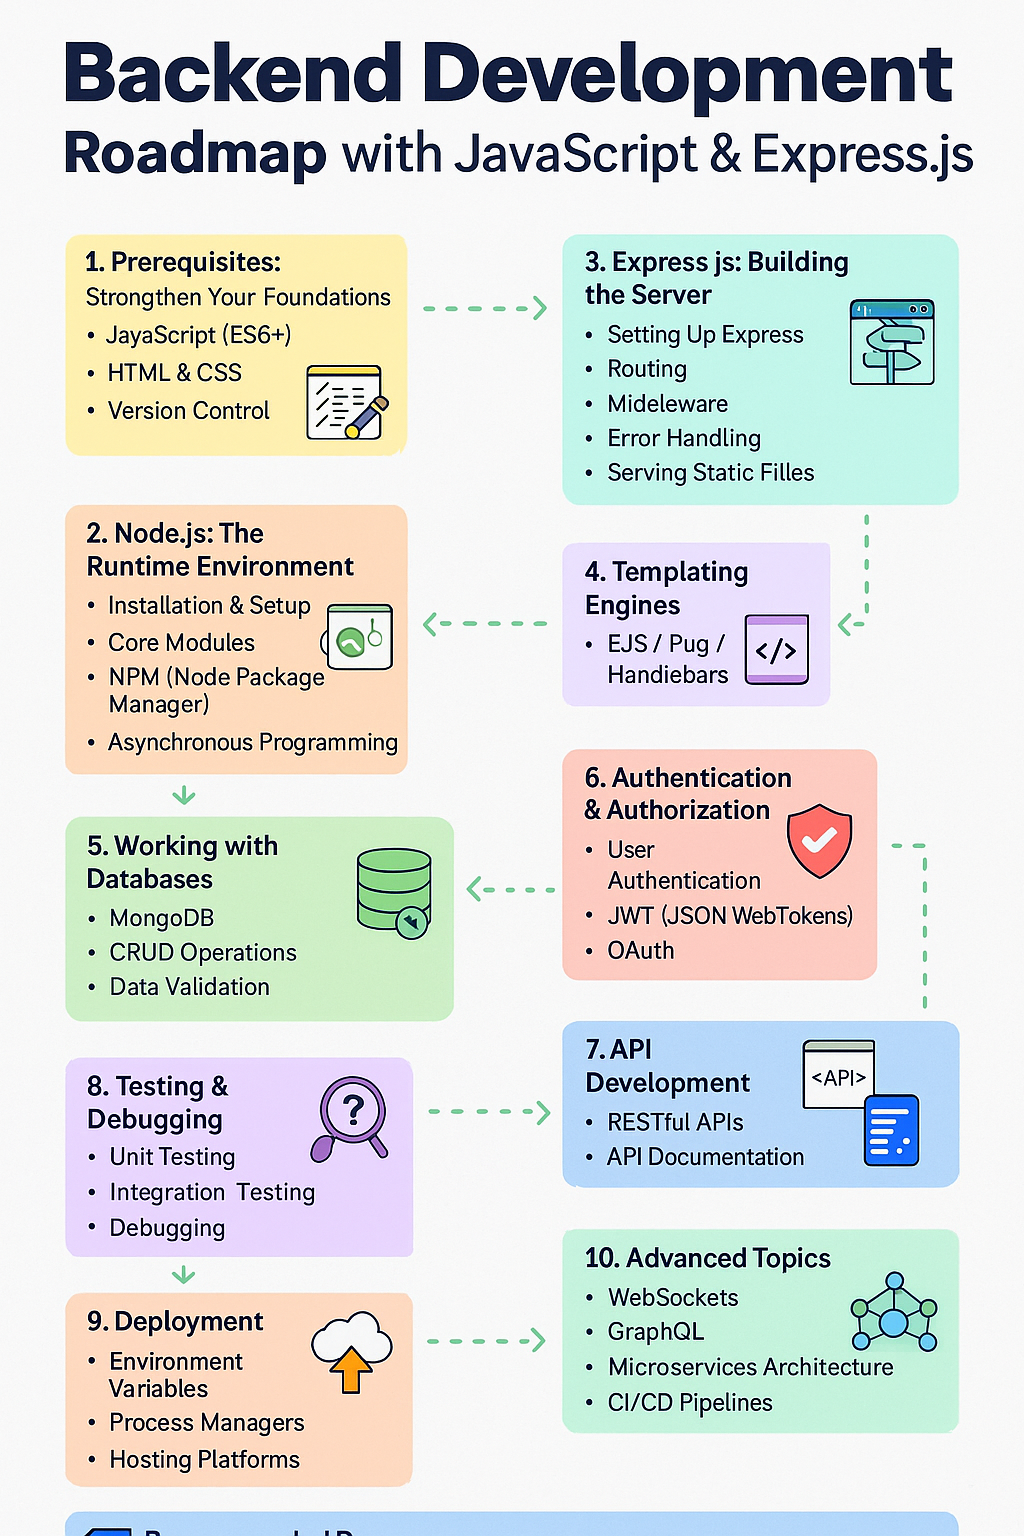 Backend Development
Roadmap with JavaScript & Express.js
1. Prerequisites:
Strengthen Your Foundations
• JayaScript (ES6+)
• HTML & CSS
• Version Control
3. Express js: Building
the Server
• Setting Up Express
• Routing
• Mideleware
• Error Handling
• Serving Static Filles
2. Node.js: The
Runtime Environment
• Installation & Setup
• Core Modules
• NPM (Node Package
Manager)
• Asynchronous Programming
4. Templating
Engines
• EJS / Pug /
Handiebars
</>
5. Working with
Databases
• MongoDB
• CRUD Operations
• Data Validation
6. Authentication
& Authorization
• User
Authentication
• JWT (JSON WebTokens)
• OAuth
7. API
Development
• RESTful APIs
• API Documentation
<API>
8. Testing &
Debugging
• Unit Testing
• Integration Testing
• Debugging
?
9. Deployment
• Environment
Variables
• Process Managers
• Hosting Platforms
10. Advanced Topics
• WebSockets
• GraphQL
• Microservices Architecture
• CI/CD Pipelines